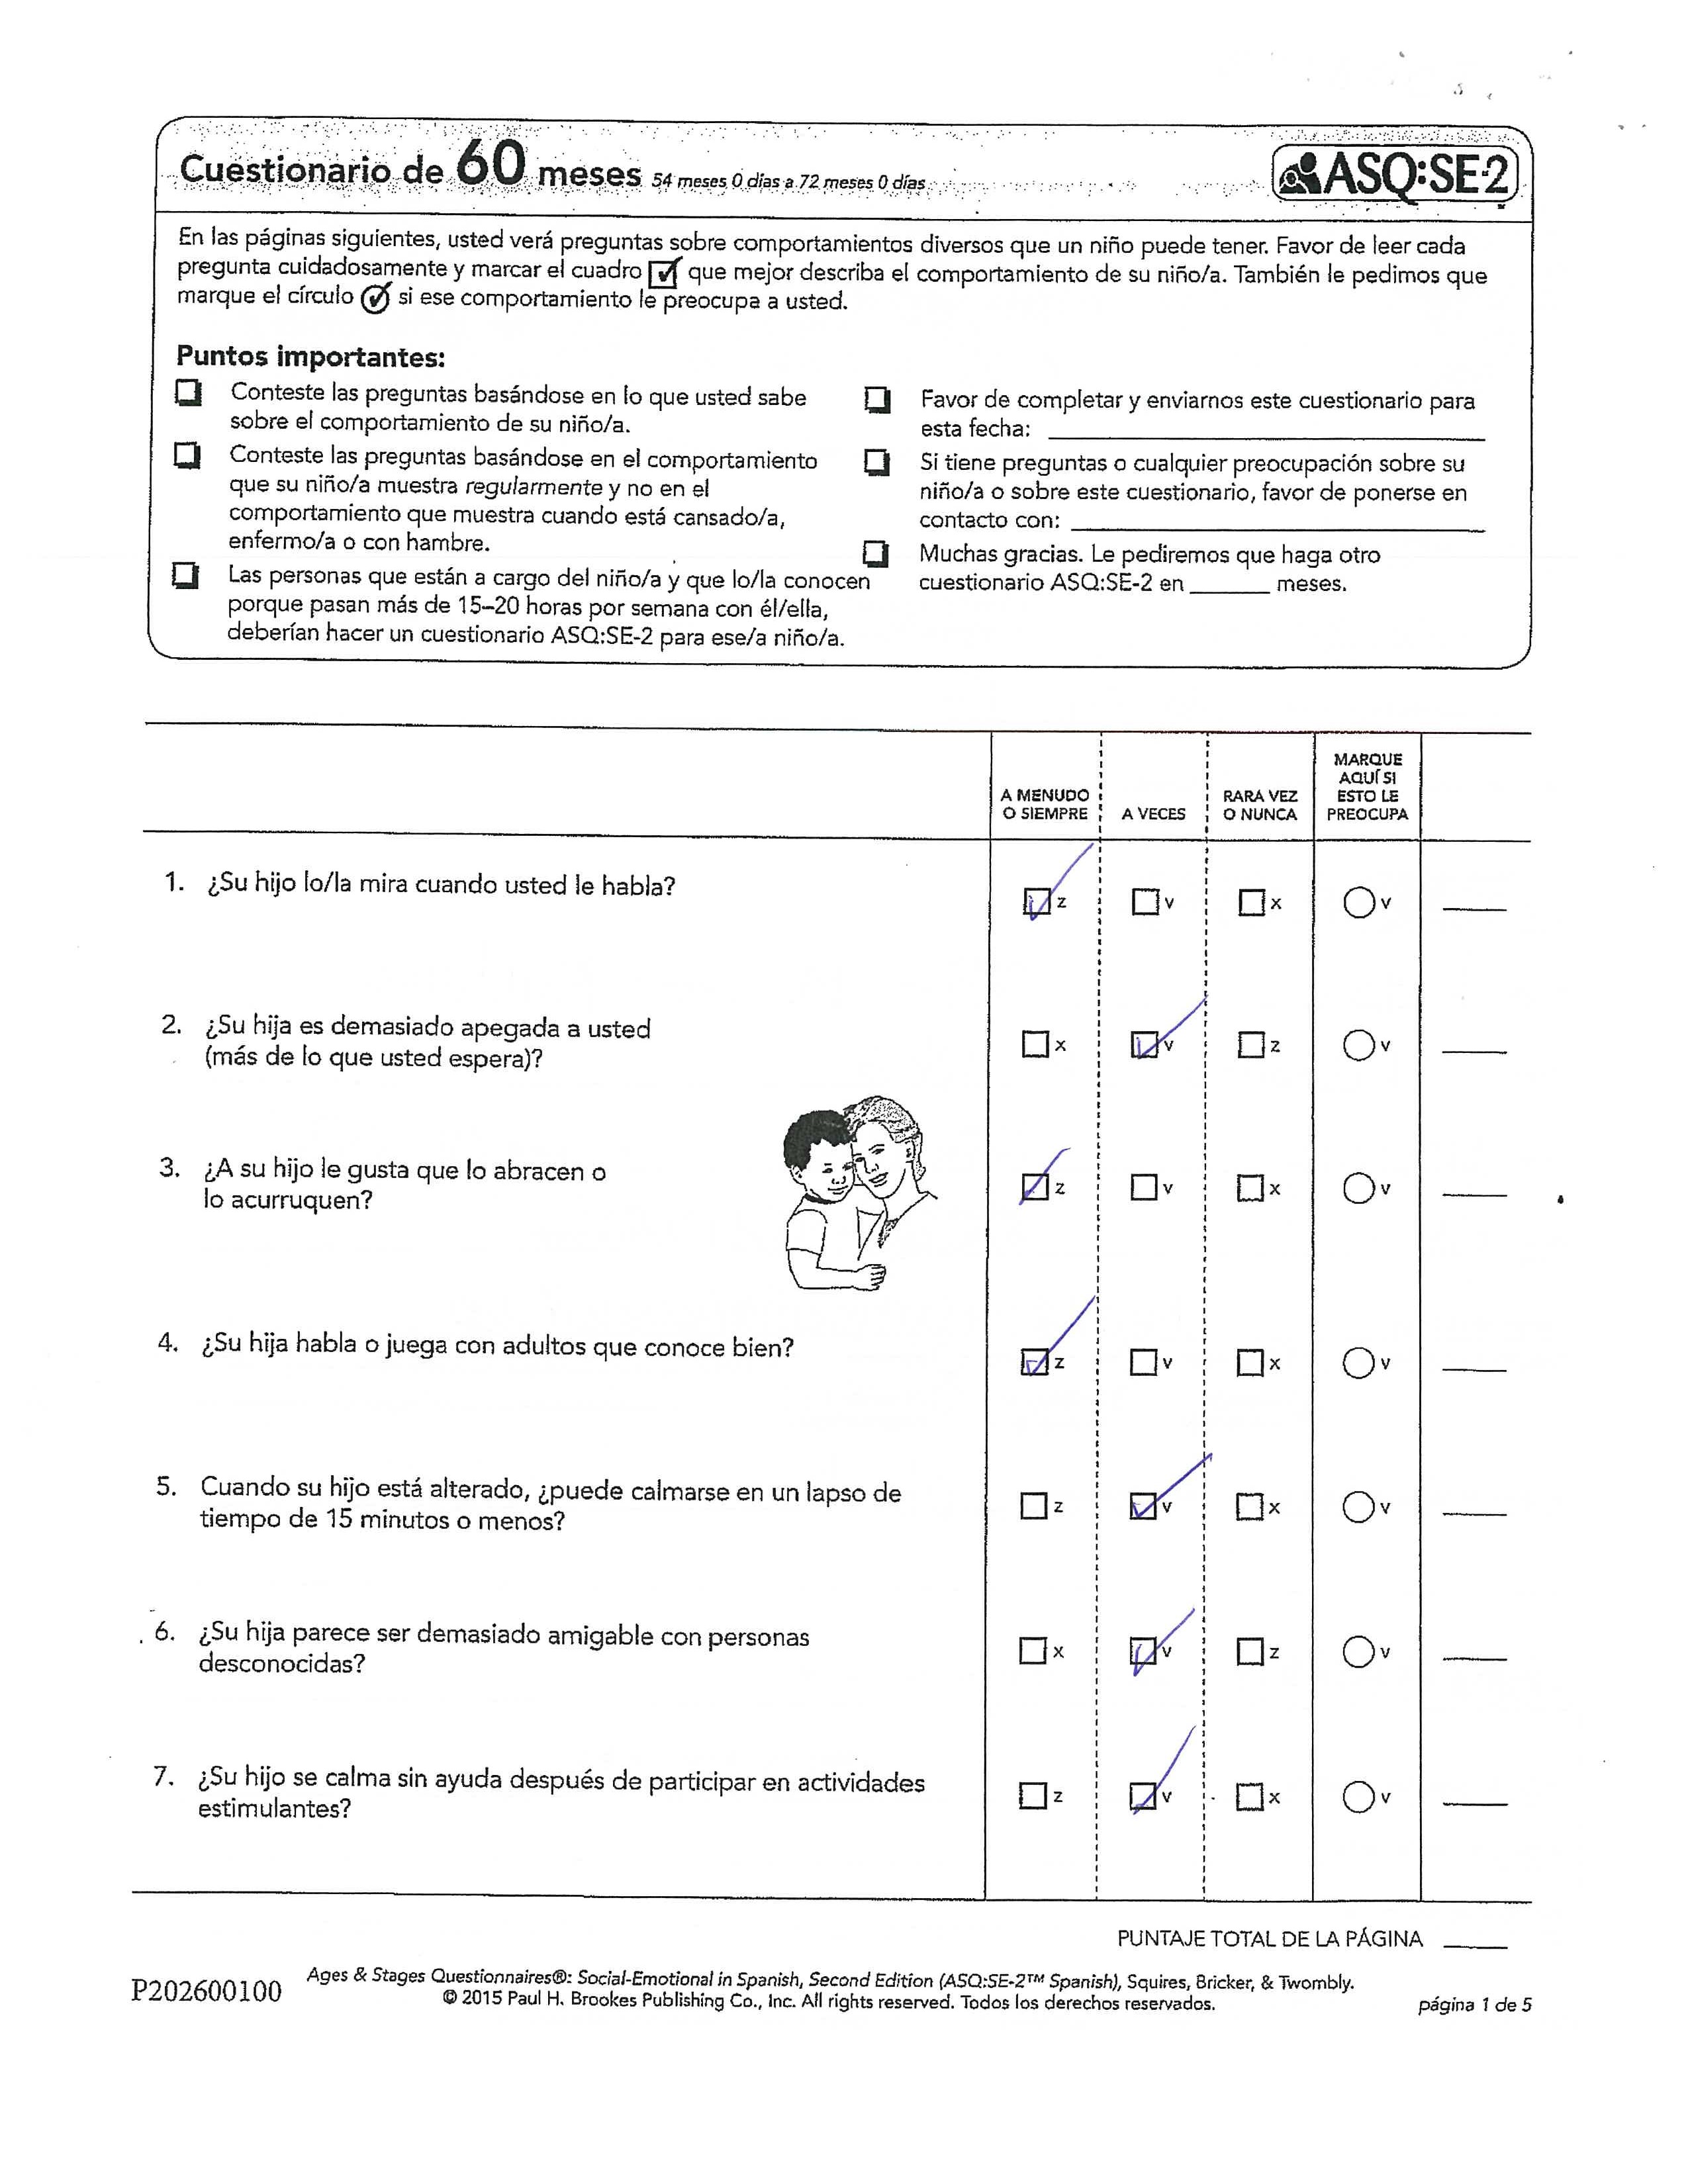 Cuestionario de 60 meses 54 meses 0 días a 72 meses 0 días
ASQ:SE-2
En las páginas siguientes, usted verá preguntas sobre comportamientos diversos que un niño puede tener. Favor de leer cada
pregunta cuidadosamente y marcar el cuadro que mejor describa el comportamiento de su niño/a. También le pedimos que
marque el círculo si ese comportamiento le preocupa a usted.
Puntos importantes:
Conteste las preguntas basándose en lo que usted sabe
sobre el comportamiento de su niño/a.
Conteste las preguntas basándose en el comportamiento
que su niño/a muestra regularmente y no en el
comportamiento que muestra cuando está cansado/a,
enfermo/a o con hambre.
Las personas que están a cargo del niño/a y que lo/la conocen
porque pasan más de 15–20 horas por semana con él/ella,
deberían hacer un cuestionario ASQ:SE-2 para ese/a niño/a.
Favor de completar y enviarnos este cuestionario para
esta fecha:
Si tiene preguntas o cualquier preocupación sobre su
niño/a o sobre este cuestionario, favor de ponerse en
contacto con:
Muchas gracias. Le pediremos que haga otro
cuestionario ASQ:SE-2 en ______ meses.
A MENUDO
O SIEMPRE
A VECES
RARA VEZ
O NUNCA
MARQUE
AQUÍ SI
ESTO LE
PREOCUPA
1. ¿Su hijo lo/la mira cuando usted le habla?
z v x v
2. ¿Su hija es demasiado apegada a usted
(más de lo que usted espera)?
x v z v
3. ¿A su hijo le gusta que lo abracen o
lo acurruquen?
z v x v
4. ¿Su hija habla o juega con adultos que conoce bien?
z v x v
5. Cuando su hijo está alterado, ¿puede calmarse en un lapso de
tiempo de 15 minutos o menos?
z v x v
6. ¿Su hija parece ser demasiado amigable con personas
desconocidas?
x v z v
7. ¿Su hijo se calma sin ayuda después de participar en actividades
estimulantes?
z v x v
PUNTAJE TOTAL DE LA PÁGINA
P202600100
Ages & Stages Questionnaires®: Social-Emotional in Spanish, Second Edition (ASQ:SE-2™ Spanish), Squires, Bricker, & Twombly.
© 2015 Paul H. Brookes Publishing Co., Inc. All rights reserved. Todos los derechos reservados.
página 1 de 5